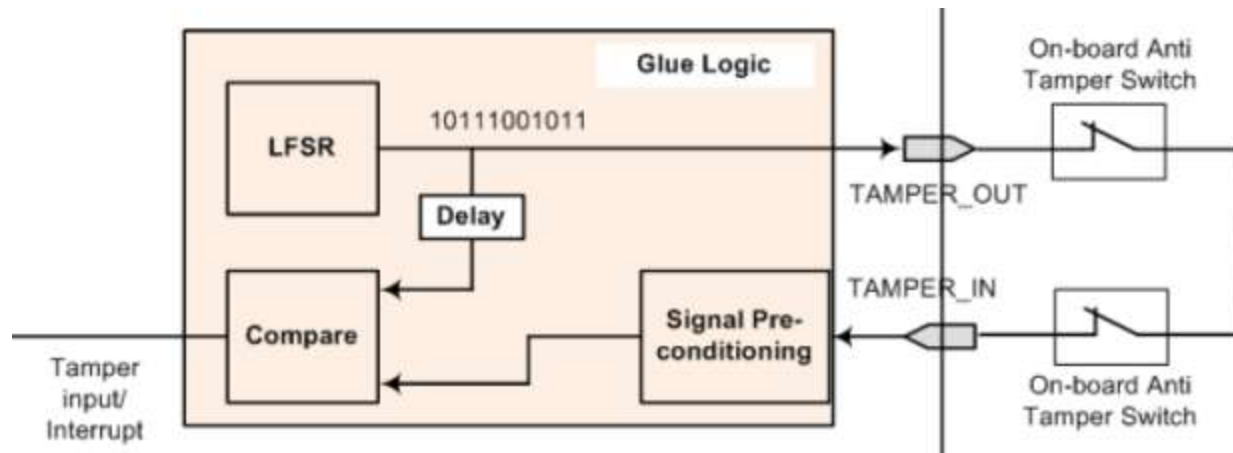 Glue Logic
On-board Anti
Tamper Switch
LFSR
10111001011
TAMPER_OUT
Delay
TAMPER_IN
Compare
Signal Pre-
conditioning
Tamper
input/
Interrupt
On-board Anti
Tamper Switch